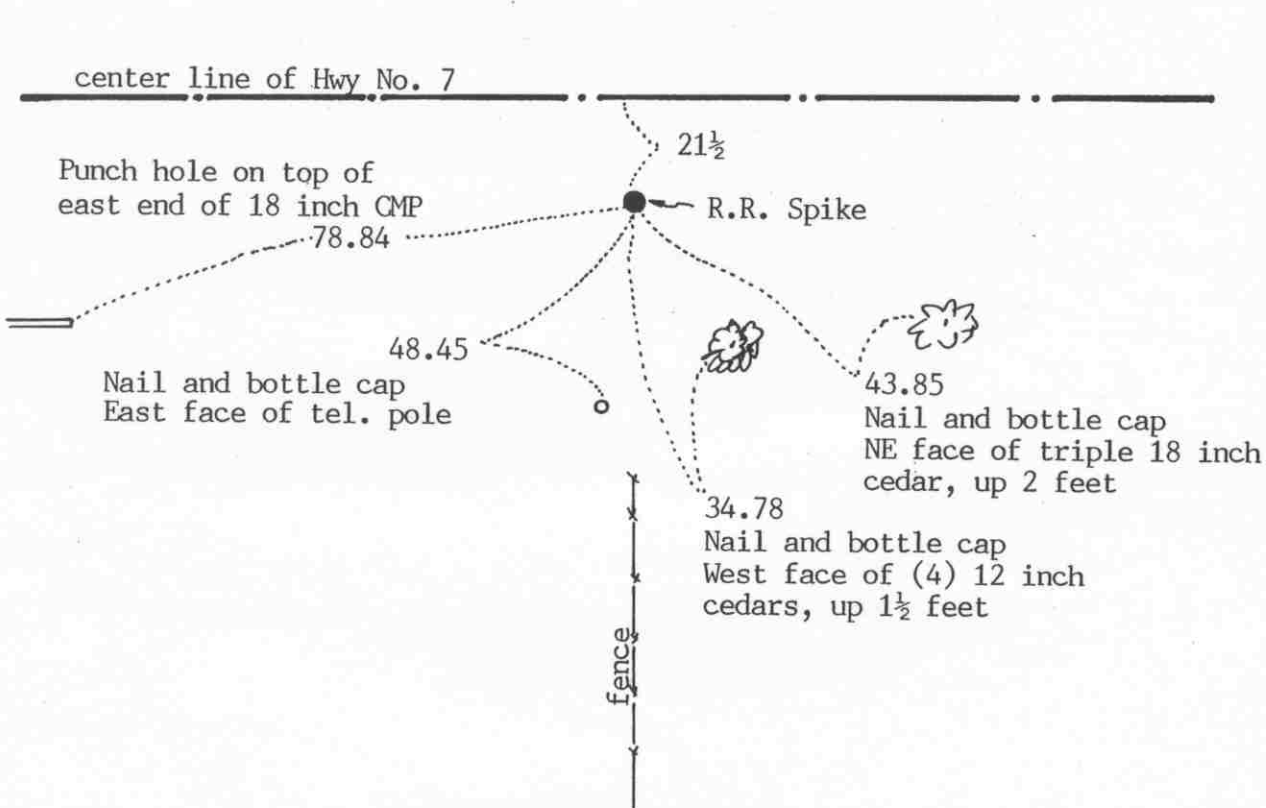 center line of Hwy No. 7
21½
Punch hole on top of
east end of 18 inch CMP
78.84
R.R. Spike
48.45
Nail and bottle cap
East face of tel. pole
43.85
Nail and bottle cap
NE face of triple 18 inch
cedar, up 2 feet
34.78
Nail and bottle cap
West face of (4) 12 inch
cedars, up 1½ feet
fence